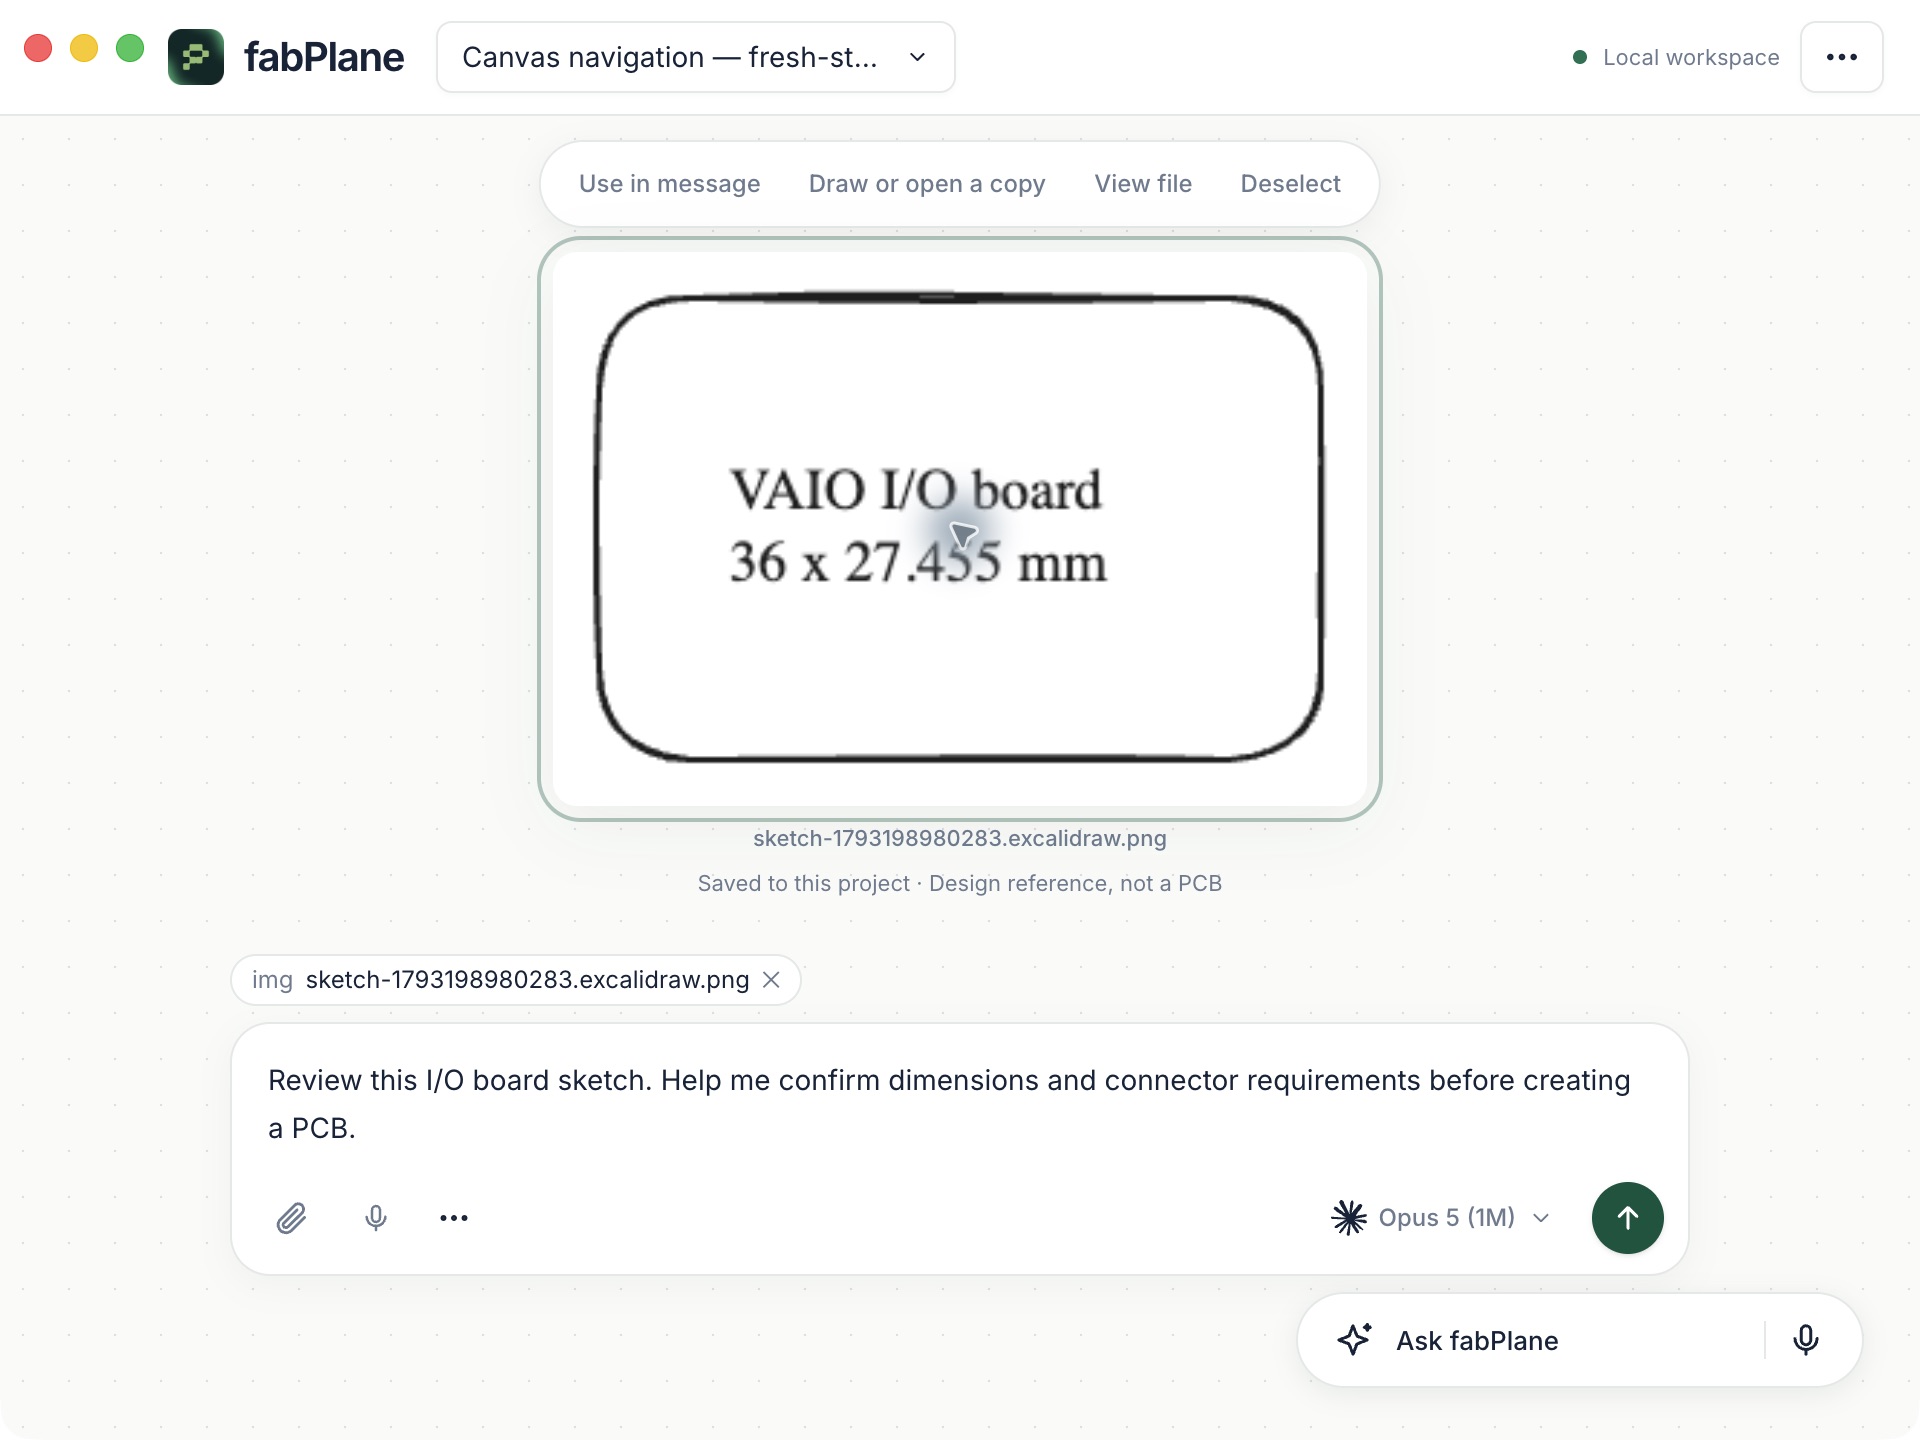 fabPlane
Canvas navigation — fresh-st...
Local workspace
Use in message
Draw or open a copy
View file
Deselect
VAIO I/O board
36 x 27.455 mm
sketch-1793198980283.excalidraw.png
Saved to this project · Design reference, not a PCB
img sketch-1793198980283.excalidraw.png
Review this I/O board sketch. Help me confirm dimensions and connector requirements before creating
a PCB.
Opus 5 (1M)
Ask fabPlane